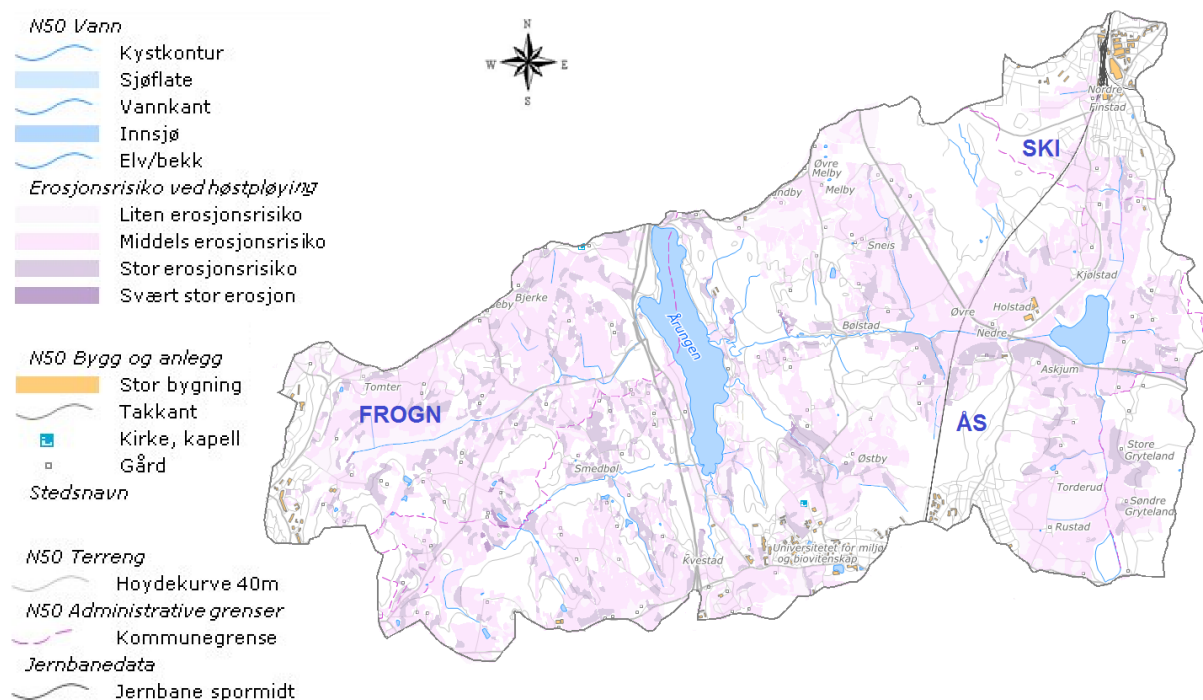 N50 Vann
Kystkontur
Sjøflate
Vannkant
Innsjø
Elv/bekk
Erosjonsrisiko ved høstpløying
Liten erosjonsrisiko
Middels erosjonsrisiko
Stor erosjonsrisiko
Svært stor erosjon
N50 Bygg og anlegg
Stor bygning
Takkant
Kirke, kapell
Gård
Stedsnavn
N50 Terreng
Hoydekurve 40m
N50 Administrative grenser
Kommunegrense
Jernbanedata
Jernbane spormidt
N
W E
S
Nordre
Finstad
SKI
Øvre
Melby
Melby
Sneis
Kjølstad
Holstad
Øvre
Nedre
Bølstad
Askjum
Bjerke
Årungen
Tomter
FROGN
ÅS
Smedbøl
Østby
Store
Gryteland
Torderud
Søndre
Gryteland
Rustad
Kvestad
Universitetet for miljø
og biovitenskap